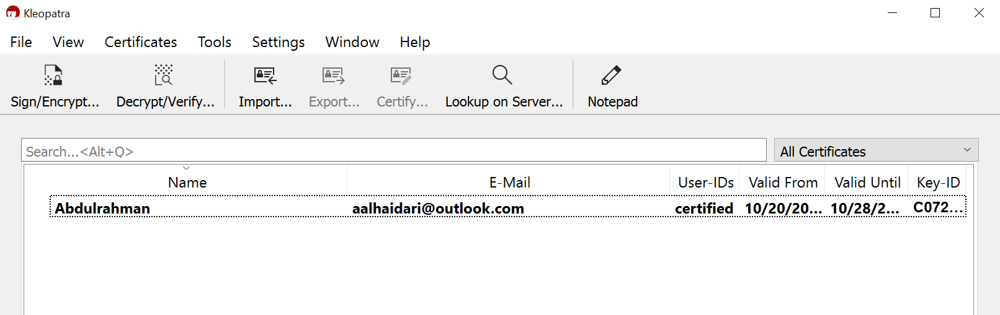 Kleopatra
File View Certificates Tools Settings Window Help
Sign/Encrypt... Decrypt/Verify... Import... Export... Certify... Lookup on Server... Notepad
Search...<Alt+Q> All Certificates
Name E-Mail User-IDs Valid From Valid Until Key-ID
Abdulrahman aalhaidari@outlook.com certified 10/20/20... 10/28/2... C072...